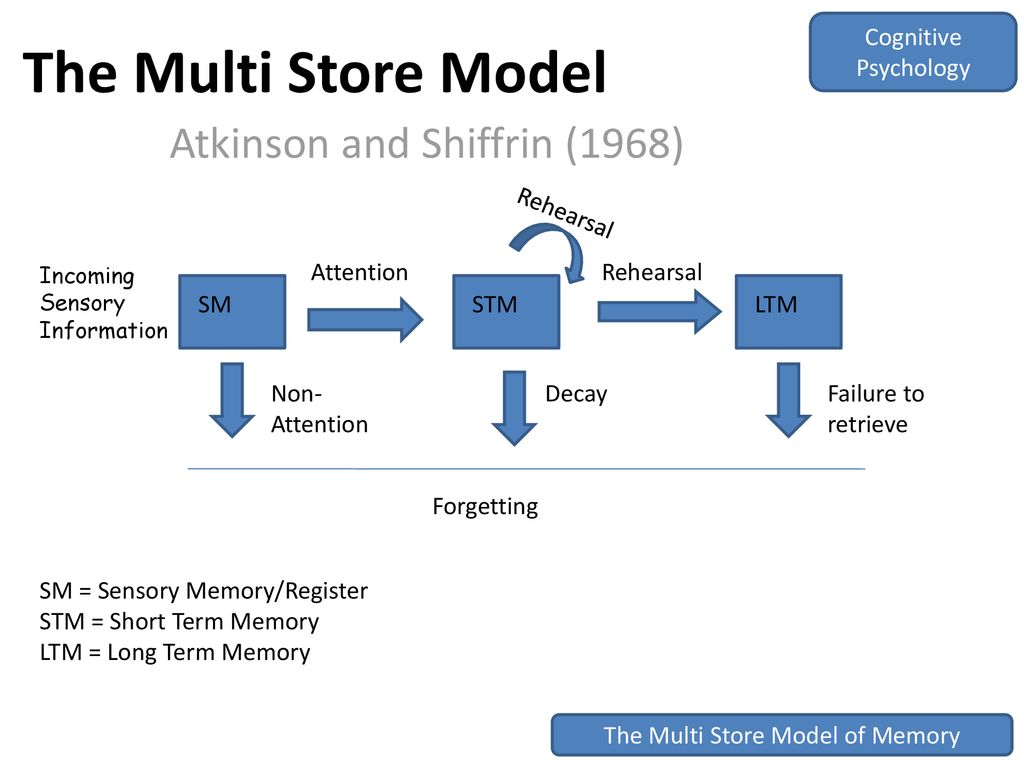 Cognitive
Psychology
The Multi Store Model
Atkinson and Shiffrin (1968)
Rehearsal
Incoming
Sensory
Information
SM
Attention
STM
Rehearsal
LTM
Non-
Attention
Decay
Failure to
retrieve
Forgetting
SM = Sensory Memory/Register
STM = Short Term Memory
LTM = Long Term Memory
The Multi Store Model of Memory